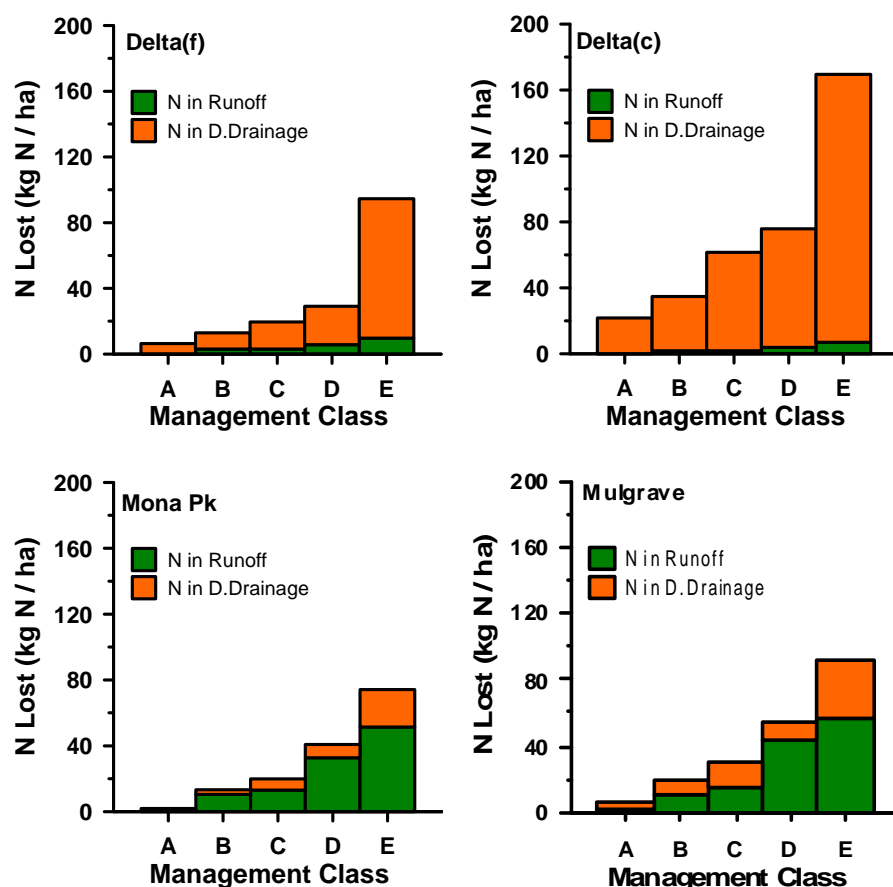 Delta(f)
N in Runoff
N in D.Drainage
N Lost (kg N / ha)
200
160
120
80
40
0
A B C D E
Management Class
Delta(c)
N in Runoff
N in D.Drainage
N Lost (kg N / ha)
200
160
120
80
40
0
A B C D E
Management Class
Mona Pk
N in Runoff
N in D.Drainage
N Lost (kg N / ha)
200
160
120
80
40
0
A B C D E
Management Class
Mulgrave
N in Runoff
N in D.Drainage
N Lost (kg N / ha)
200
160
120
80
40
0
A B C D E
Management Class